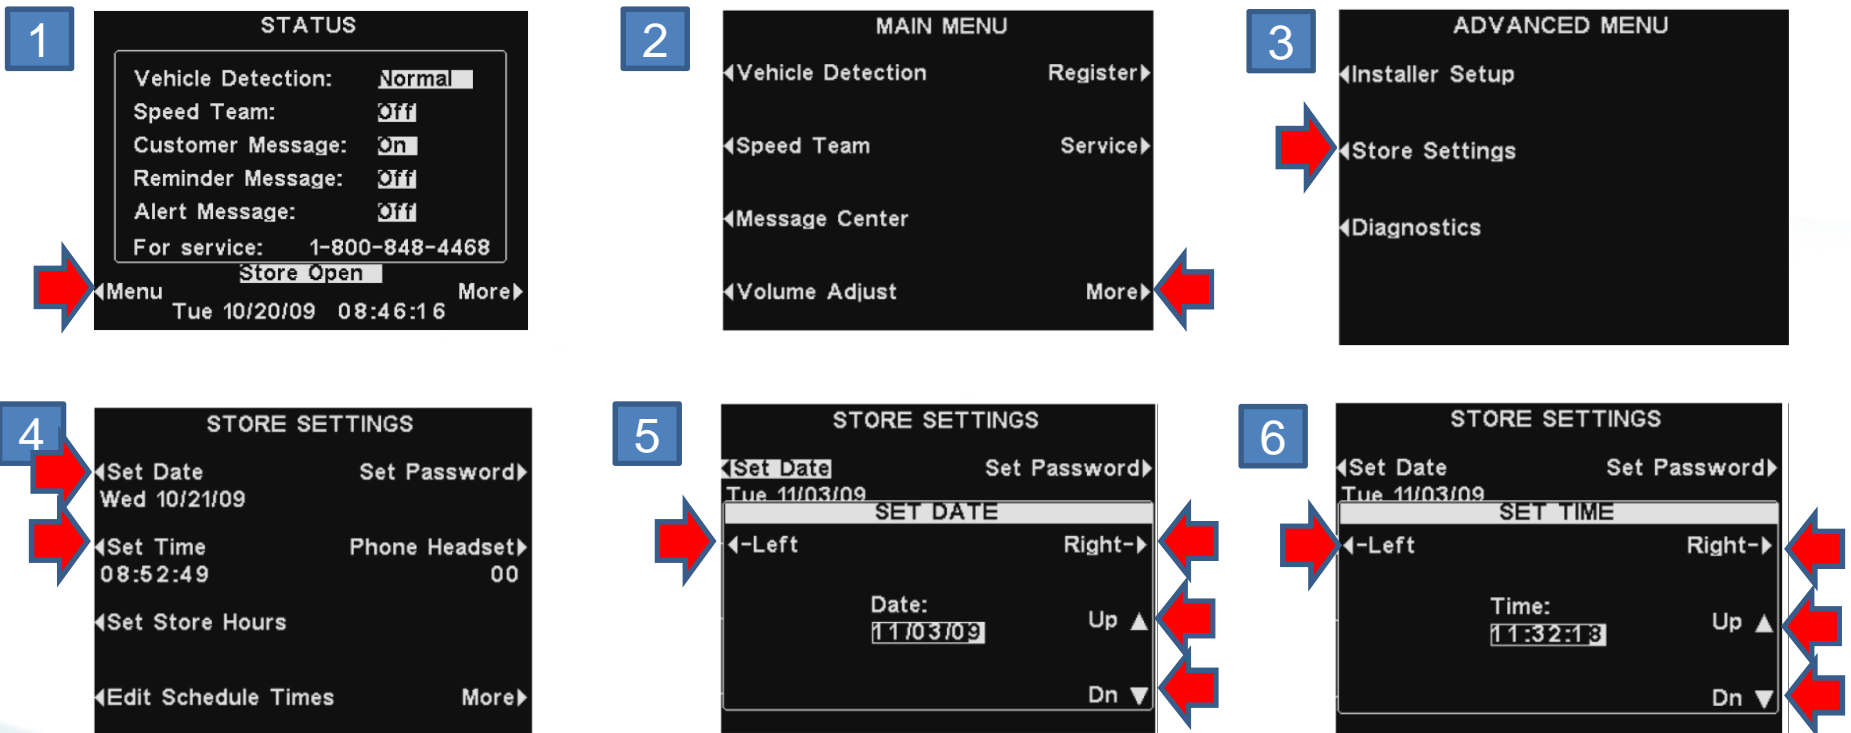 1
STATUS
Vehicle Detection: Normal
Speed Team: Off
Customer Message: On
Reminder Message: Off
Alert Message: Off
For service: 1-800-848-4468
Store Open
Menu More
Tue 10/20/09 08:46:16
2
MAIN MENU
Vehicle Detection Register
Speed Team Service
Message Center
Volume Adjust More
3
ADVANCED MENU
Installer Setup
Store Settings
Diagnostics
4
STORE SETTINGS
Set Date Set Password
Wed 10/21/09
Set Time Phone Headset
08:52:49 00
Set Store Hours
Edit Schedule Times More
5
STORE SETTINGS
Set Date Set Password
Tue 11/03/09
SET DATE
-Left Right-
Date:
11/03/09
Up
Dn
6
STORE SETTINGS
Set Date Set Password
Tue 11/03/09
SET TIME
-Left Right-
Time:
11:32:18
Up
Dn